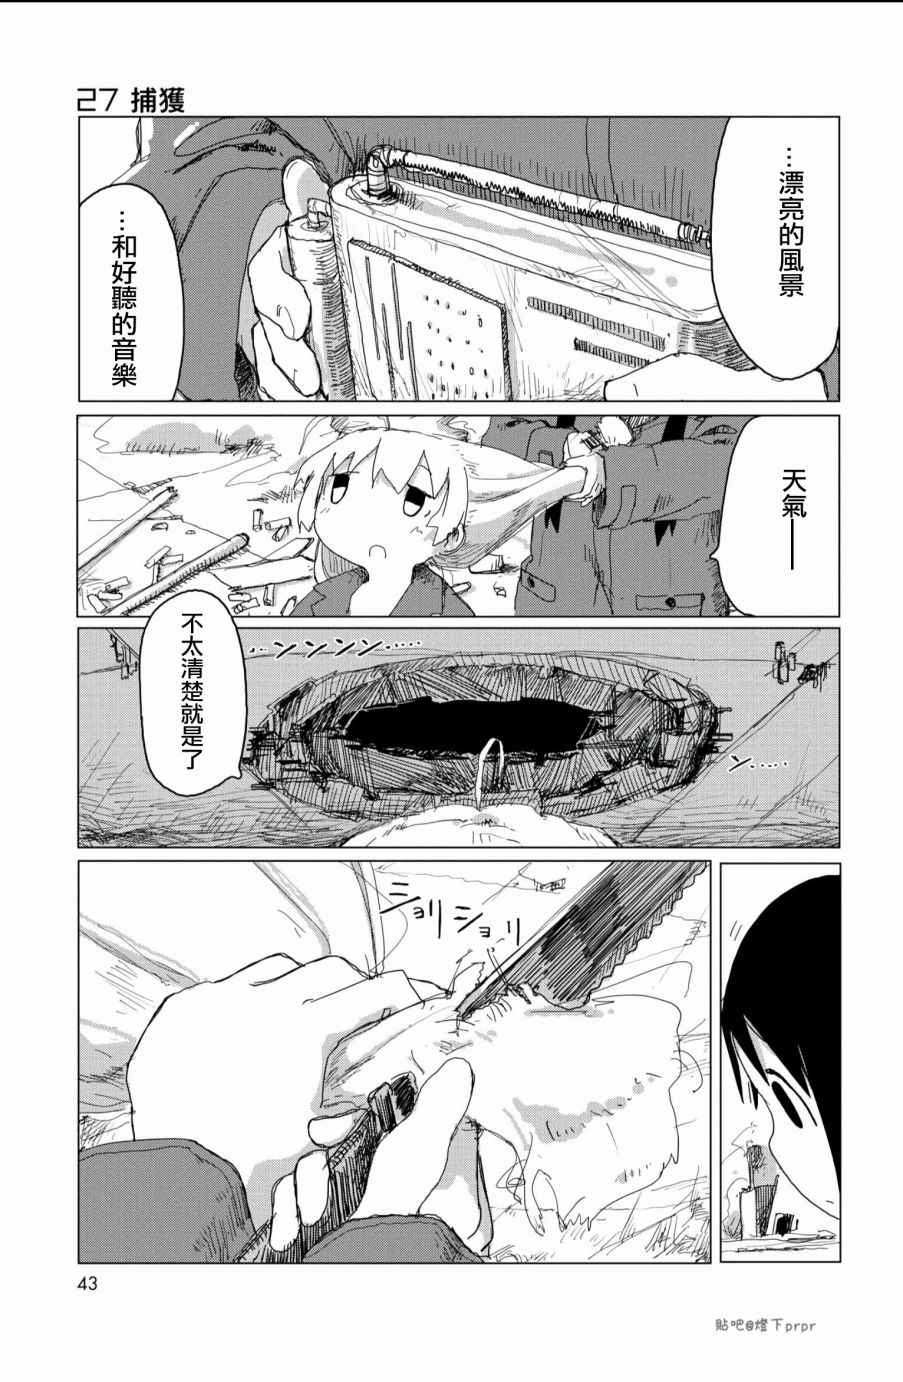 27 捕獲
…漂亮的風景
…和好聽的音樂
天氣——
不太清楚就是了
…ンンンン……
ン……
ショリショリ
43
貼吧@燈下prpr